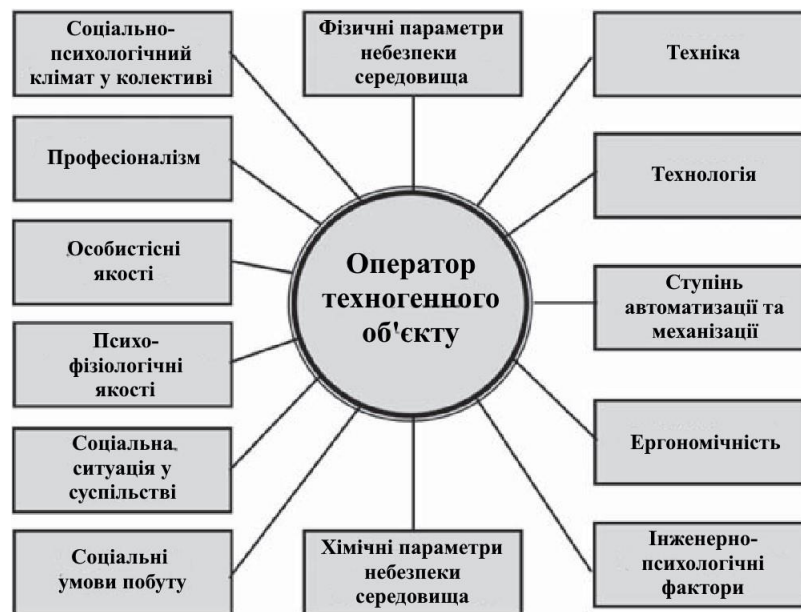 Соціально-
психологічний
клімат у колективі
Фізичні параметри
небезпеки
середовища
Техніка
Професіоналізм
Технологія
Особистісні
якості
Оператор
техногенного
об'єкту
Ступінь
автоматизації та
механізації
Психо-
фізіологічні
якості
Соціальна
ситуація у
суспільстві
Ергономічність
Соціальні
умови побуту
Хімічні параметри
небезпеки
середовища
Інженерно-
психологічні
фактори